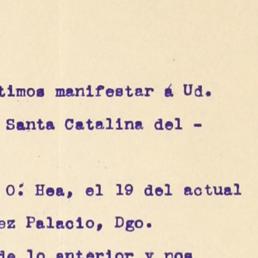 timos manifestar á Ud.
Santa Catalina del -
O.' Hea, el 19 del actual
ez Palacio, Dgo.
de lo anterior y nos